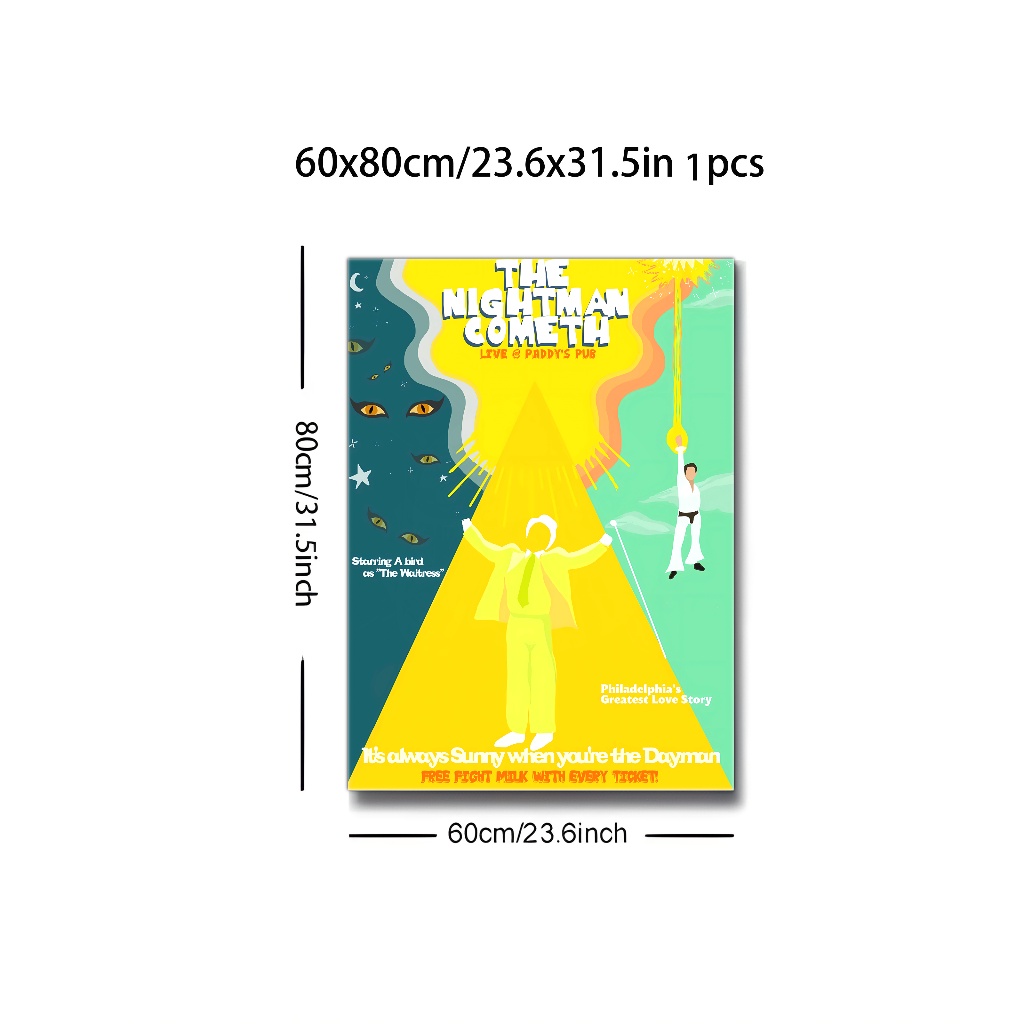 60x80cm/23.6x31.5in 1pcs
THE
NIGHTMAN
COMETH
LIVE @ PADDY'S PUB
80cm/31.5inch
Starring A bird
as "The Waitress"
Philadelphia's
Greatest Love Story
It's always Sunny when you're the Dayman
FREE FIGHT MILK WITH EVERY TICKET!
60cm/23.6inch